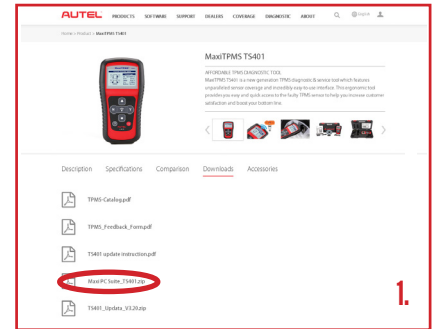 AUTEL PRODUCTS SOFTWARE SUPPORT DEALERS COVERAGE DIAGNOSTIC ABOUT English
Home > Product > MaxiTPMS TS401
MaxiTPMS TS401
AFFORDABLE TPMS DIAGNOSTIC TOOL
MaxiTPMS TS401 is a new generation TPMS diagnostic & service tool which features
unparalleled sensor coverage and incredibly easy-to-use interface. This ergonomic tool
provides you easy and quick access to the faulty TPMS sensor to help you increase customer
satisfaction and boost your bottom line.
Description Specifications Comparison Downloads Accessories
TPMS-Catalog.pdf
TPMS_Feedback_Form.pdf
TS401 update instruction.pdf
Maxi PC Suite_TS401.zip
TS401_Updata_V3.20.zip
1.